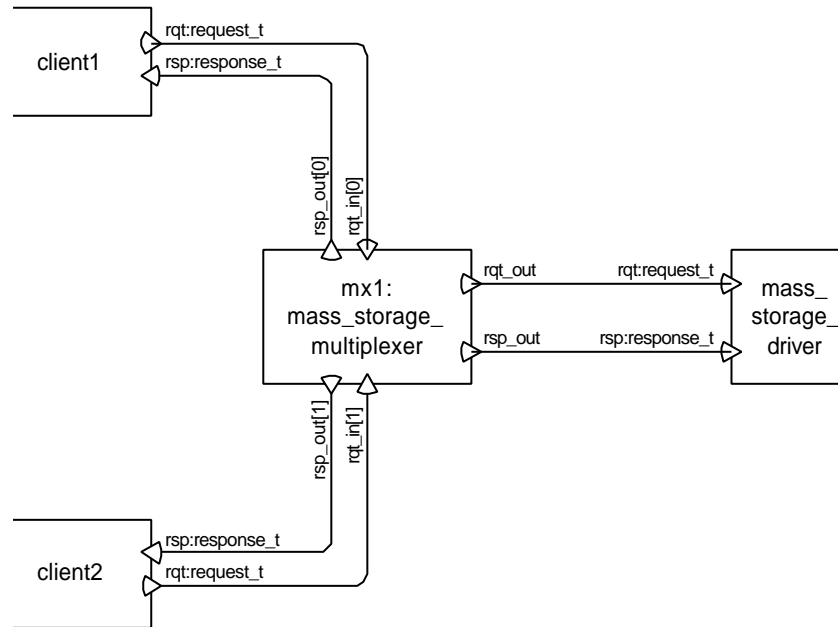 client1
rqt:request_t
rsp:response_t
rsp_out[0]
rqt_in[0]
mx1:
mass_storage_
multiplexer
rqt_out
rqt:request_t
rsp_out
rsp:response_t
mass_
storage_
driver
rsp_out[1]
rqt_in[1]
client2
rsp:response_t
rqt:request_t